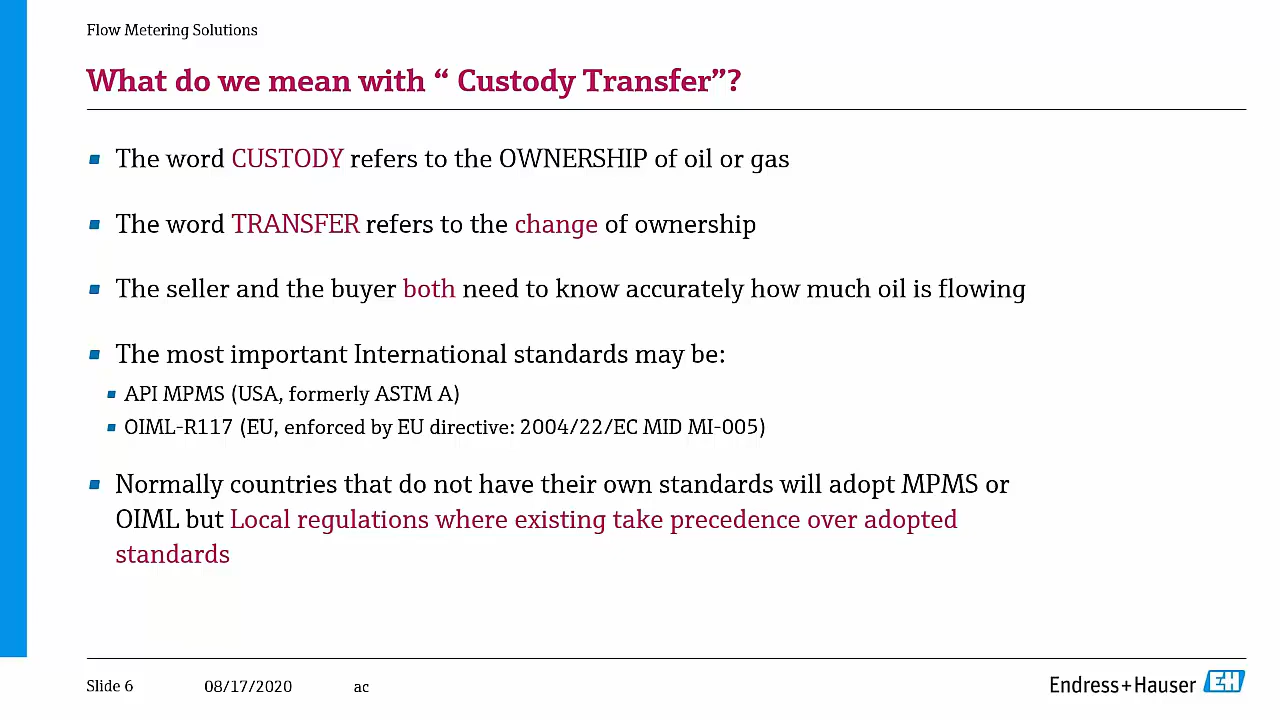 Flow Metering Solutions
What do we mean with “ Custody Transfer”?
The word CUSTODY refers to the OWNERSHIP of oil or gas
The word TRANSFER refers to the change of ownership
The seller and the buyer both need to know accurately how much oil is flowing
The most important International standards may be:
API MPMS (USA, formerly ASTM A)
OIML-R117 (EU, enforced by EU directive: 2004/22/EC MID MI-005)
Normally countries that do not have their own standards will adopt MPMS or
OIML but Local regulations where existing take precedence over adopted
standards
Slide 6 08/17/2020 ac
Endress+Hauser EH